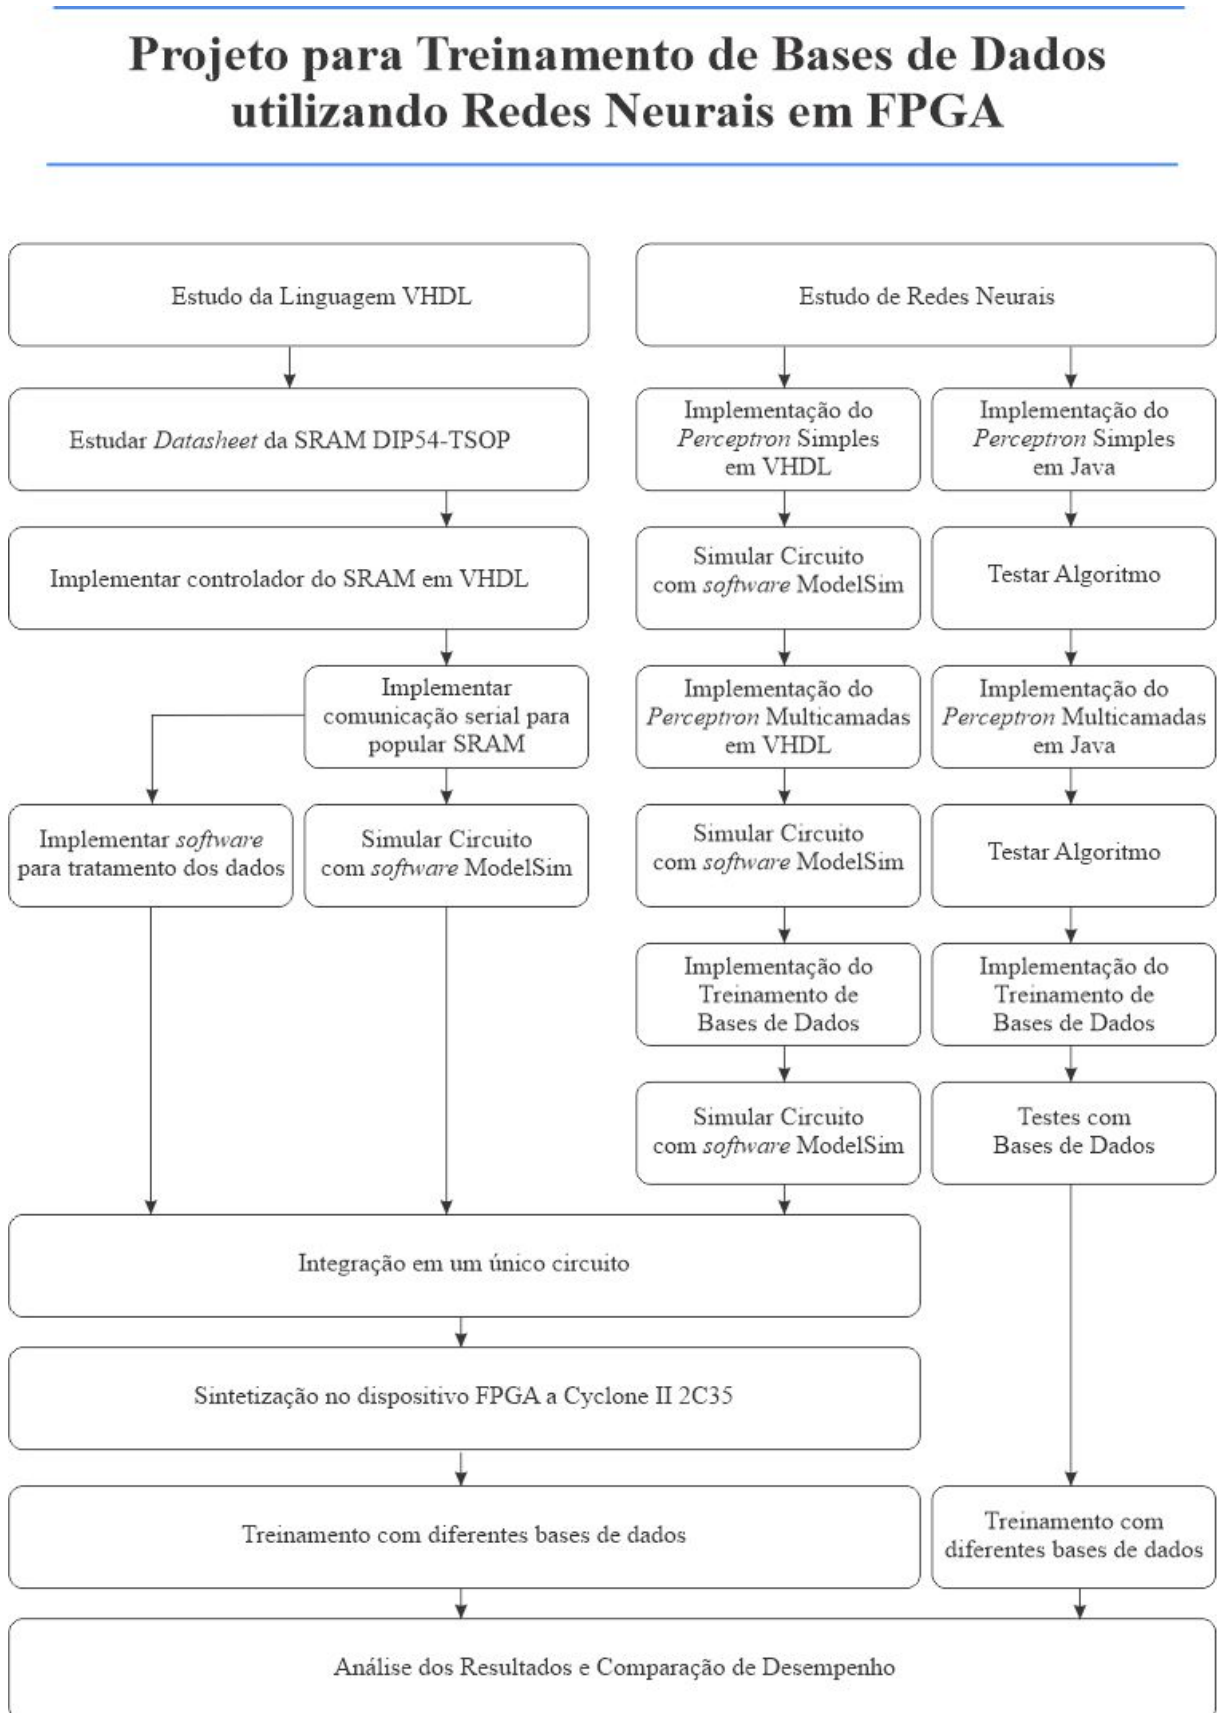 Projeto para Treinamento de Bases de Dados
utilizando Redes Neurais em FPGA
Estudo da Linguagem VHDL
Estudo de Redes Neurais
Estudar Datasheet da SRAM DIP54-TSOP
Implementação do
Perceptron Simples
em VHDL
Implementação do
Perceptron Simples
em Java
Implementar controlador do SRAM em VHDL
Simular Circuito
com software ModelSim
Testar Algoritmo
Implementar
comunicação serial para
popular SRAM
Implementação do
Perceptron Multicamadas
em VHDL
Implementação do
Perceptron Multicamadas
em Java
Implementar software
para tratamento dos dados
Simular Circuito
com software ModelSim
Simular Circuito
com software ModelSim
Testar Algoritmo
Implementação do
Treinamento de
Bases de Dados
Implementação do
Treinamento de
Bases de Dados
Simular Circuito
com software ModelSim
Testes com
Bases de Dados
Integração em um único circuito
Sintetização no dispositivo FPGA a Cyclone II 2C35
Treinamento com diferentes bases de dados
Treinamento com
diferentes bases de dados
Análise dos Resultados e Comparação de Desempenho